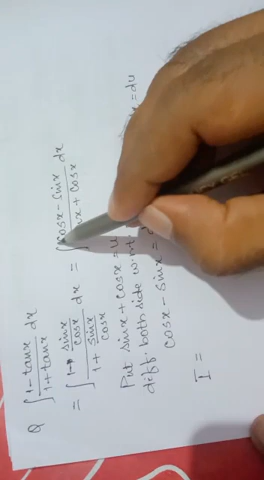 Q ∫ 1 - tanx / 1 + tanx dx
= ∫ 1 - sinx/cosx / 1 + sinx/cosx dx = ∫ cosx - sinx / sinx + cosx dx
Put sinx + cosx = u
diff. both side w.r.t
cosx - sinx = = du
I =